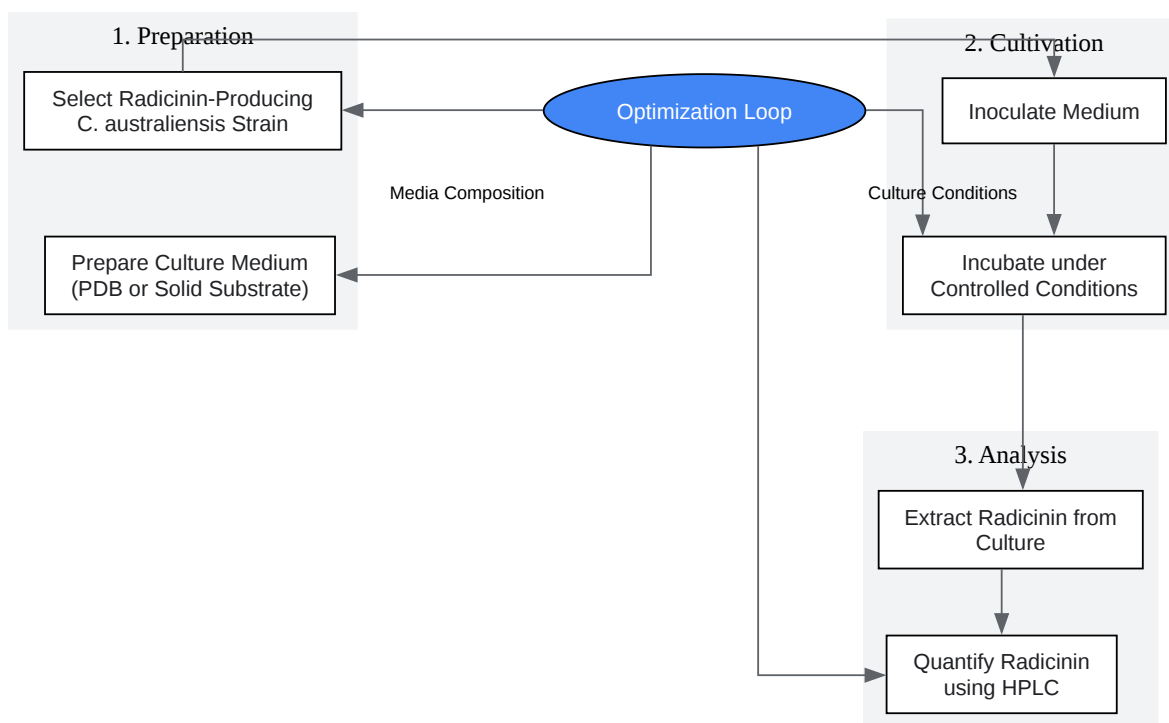 1. Preparation
Select Radicinin-Producing
C. australiensis Strain
Prepare Culture Medium
(PDB or Solid Substrate)
Optimization Loop
Media Composition
Culture Conditions
2. Cultivation
Inoculate Medium
Incubate under
Controlled Conditions
3. Analysis
Extract Radicinin from
Culture
Quantify Radicinin
using HPLC